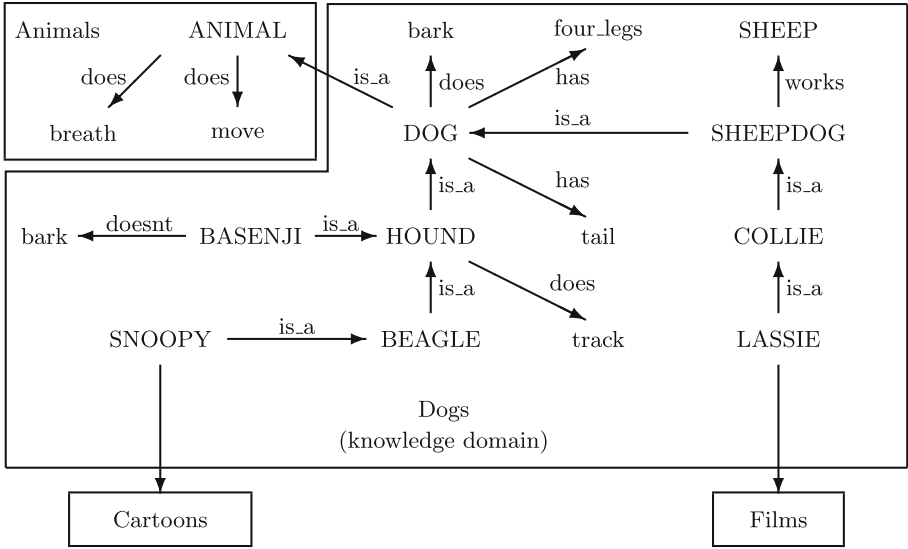 Animals ANIMAL bark four_legs SHEEP
does does is_a does has works
breath move DOG is_a SHEEPDOG
is_a has is_a
bark doesnt BASENJI is_a HOUND tail COLLIE
is_a does is_a
SNOOPY is_a BEAGLE track LASSIE
Dogs
(knowledge domain)
Cartoons Films